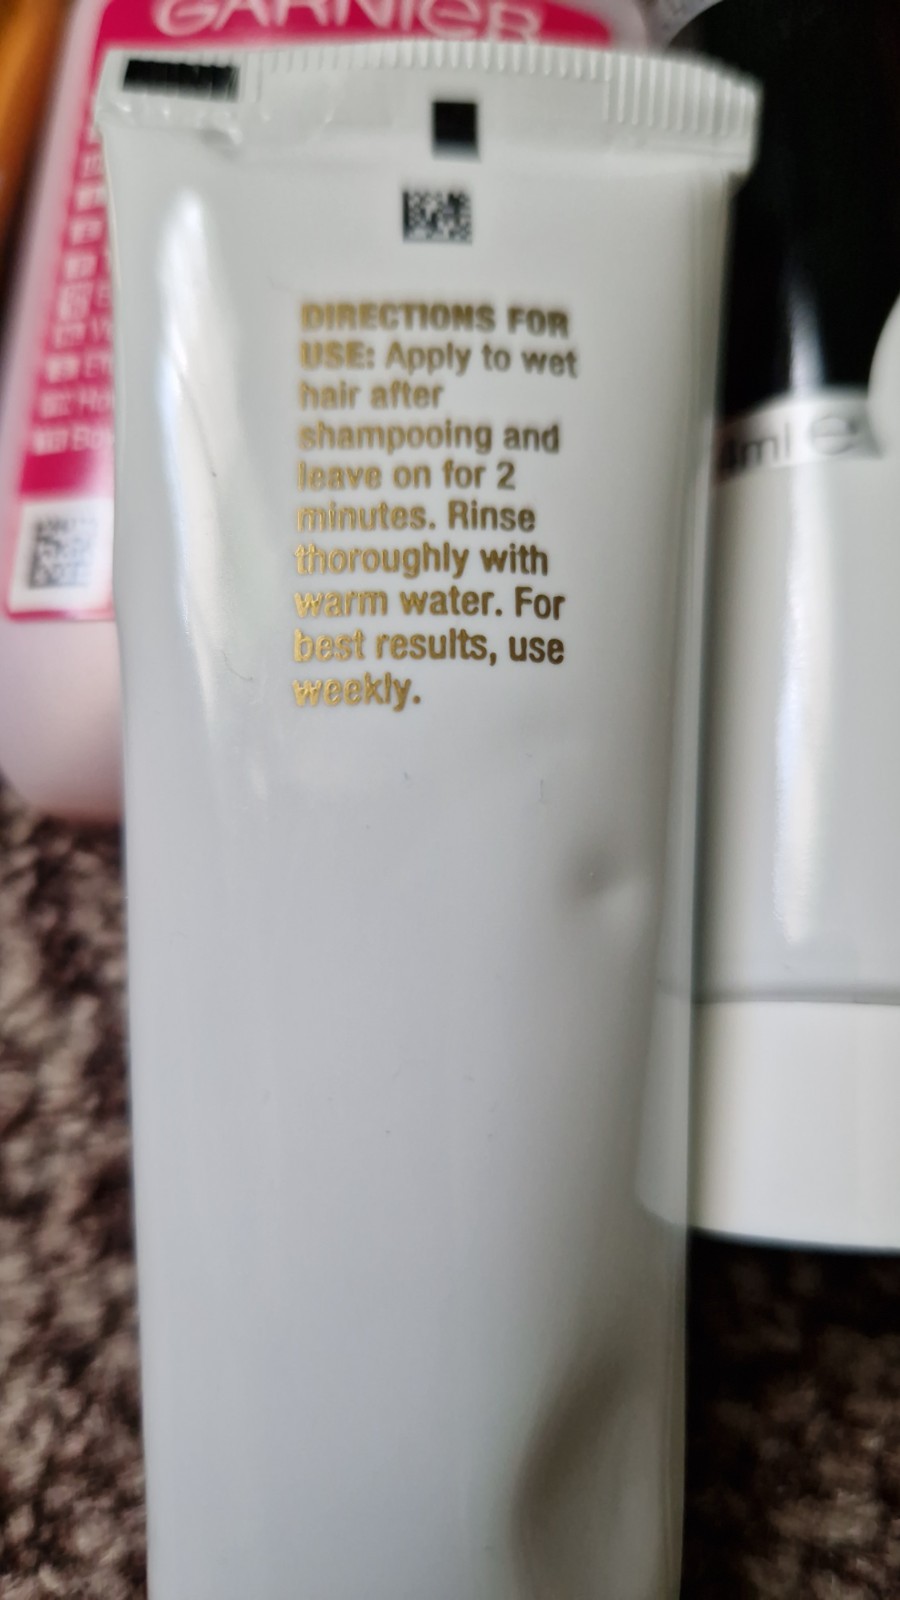 GARNIER
DIRECTIONS FOR
USE: Apply to wet
hair after
shampooing and
leave on for 2
minutes. Rinse
thoroughly with
warm water. For
best results, use
weekly.
ml e